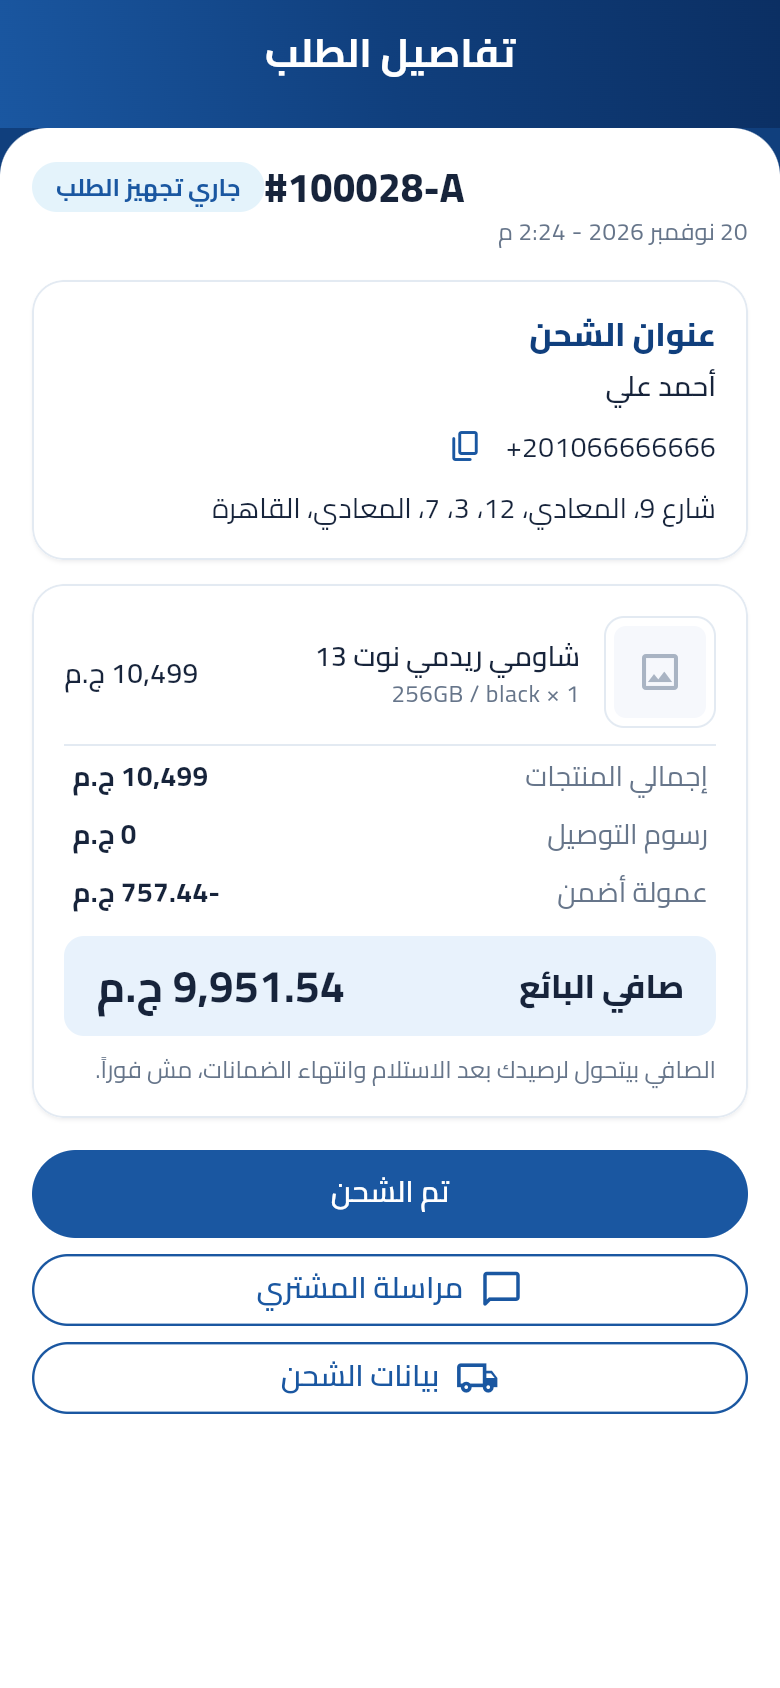 تفاصيل الطلب
#100028-A
جاري تجهيز الطلب
20 نوفمبر 2026 - 2:24 م
عنوان الشحن
أحمد علي
+201066666666
شارع 9، المعادي، 12، 3، 7، المعادي، القاهرة
شاومي ريدمي نوت 13
10,499 ج.م
256GB / black × 1
إجمالي المنتجات 10,499 ج.م
رسوم التوصيل 0 ج.م
عمولة أضمن -757.44 ج.م
صافي البائع 9,951.54 ج.م
الصافي بيتحول لرصيدك بعد الاستلام وانتهاء الضمانات، مش فوراً.
تم الشحن
مراسلة المشتري
بيانات الشحن